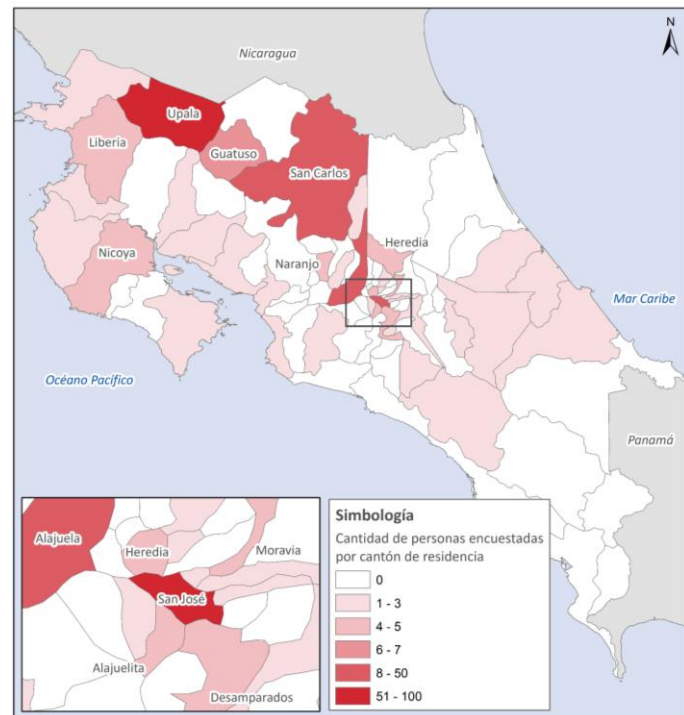 Nicaragua
N
Upala
Liberia
Guatuso
San Carlos
Nicoya
Naranjo
Heredia
Mar Caribe
Océano Pacífico
Panamá
Alajuela
Heredia
Moravia
San José
Alajuelita
Desamparados
Simbología
Cantidad de personas encuestadas
por cantón de residencia
0
1 - 3
4 - 5
6 - 7
8 - 50
51 - 100